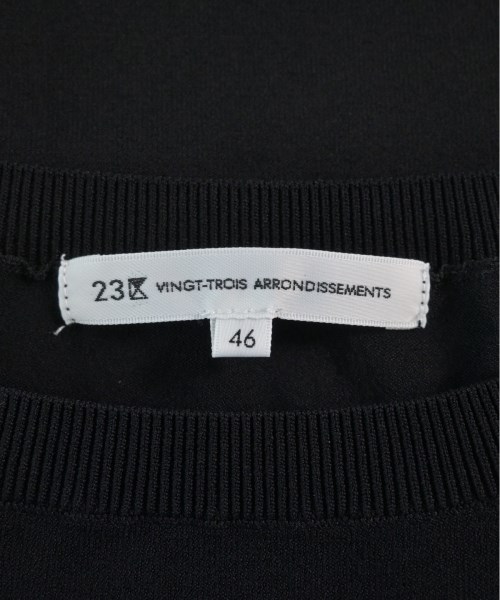 23区 VINGT-TROIS ARRONDISSEMENTS
46